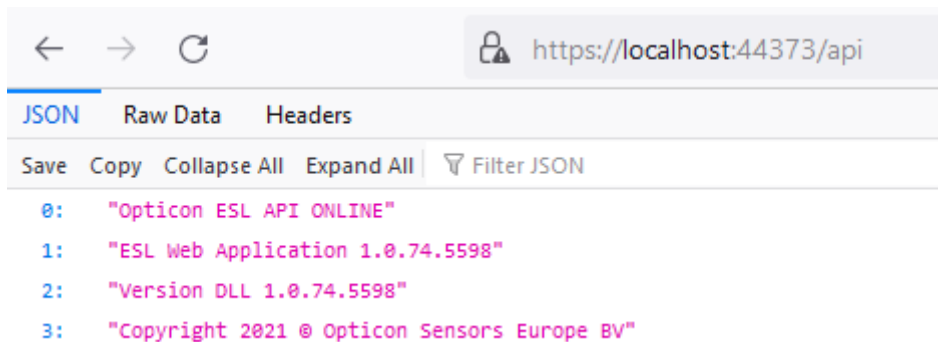 https://localhost:44373/api
JSON Raw Data Headers
Save Copy Collapse All Expand All Filter JSON
0: "Opticon ESL API ONLINE"
1: "ESL Web Application 1.0.74.5598"
2: "Version DLL 1.0.74.5598"
3: "Copyright 2021 © Opticon Sensors Europe BV"